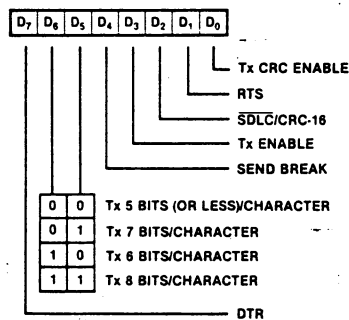 D7 D6 D5 D4 D3 D2 D1 D0
Tx CRC ENABLE
RTS
SDLC/CRC-16
Tx ENABLE
SEND BREAK
0 0 Tx 5 BITS (OR LESS)/CHARACTER
0 1 Tx 7 BITS/CHARACTER
1 0 Tx 6 BITS/CHARACTER
1 1 Tx 8 BITS/CHARACTER
DTR